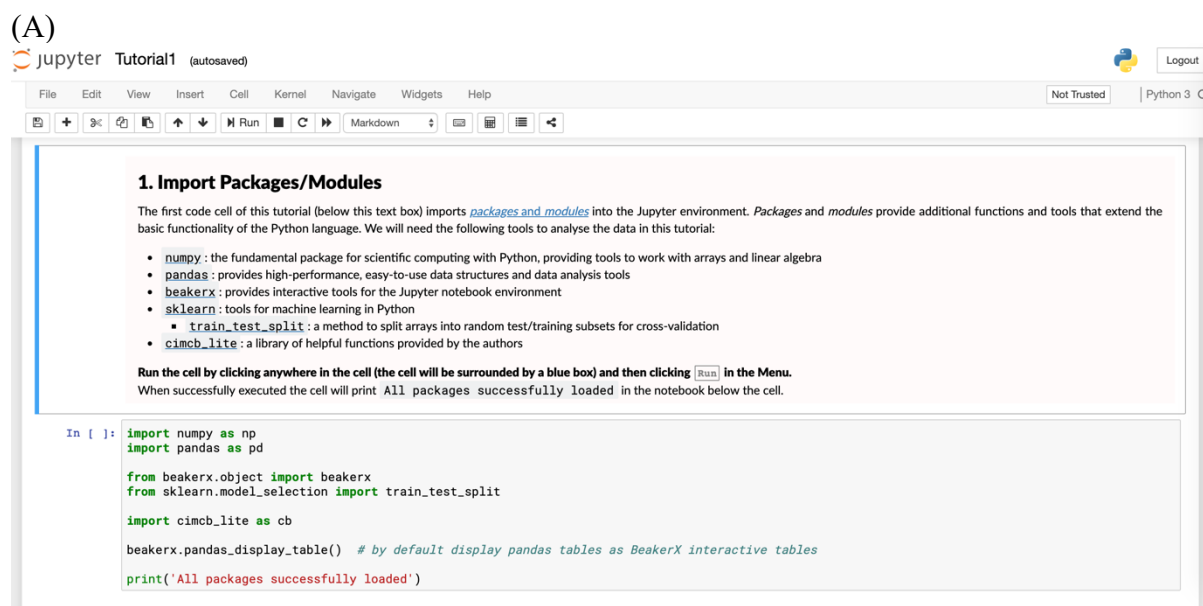 (A)
jupyter Tutorial1 (autosaved)
Logout
File Edit View Insert Cell Kernel Navigate Widgets Help
Not Trusted
Python 3
Run
Markdown
1. Import Packages/Modules
The first code cell of this tutorial (below this text box) imports packages and modules into the Jupyter environment. Packages and modules provide additional functions and tools that extend the
basic functionality of the Python language. We will need the following tools to analyse the data in this tutorial:
• numpy : the fundamental package for scientific computing with Python, providing tools to work with arrays and linear algebra
• pandas : provides high-performance, easy-to-use data structures and data analysis tools
• beakerx : provides interactive tools for the Jupyter notebook environment
• sklearn : tools for machine learning in Python
▪ train_test_split : a method to split arrays into random test/training subsets for cross-validation
• cimcb_lite : a library of helpful functions provided by the authors
Run the cell by clicking anywhere in the cell (the cell will be surrounded by a blue box) and then clicking Run in the Menu.
When successfully executed the cell will print All packages successfully loaded in the notebook below the cell.
In [ ]: import numpy as np
import pandas as pd
from beakerx.object import beakerx
from sklearn.model_selection import train_test_split
import cimcb_lite as cb
beakerx.pandas_display_table() # by default display pandas tables as BeakerX interactive tables
print('All packages successfully loaded')